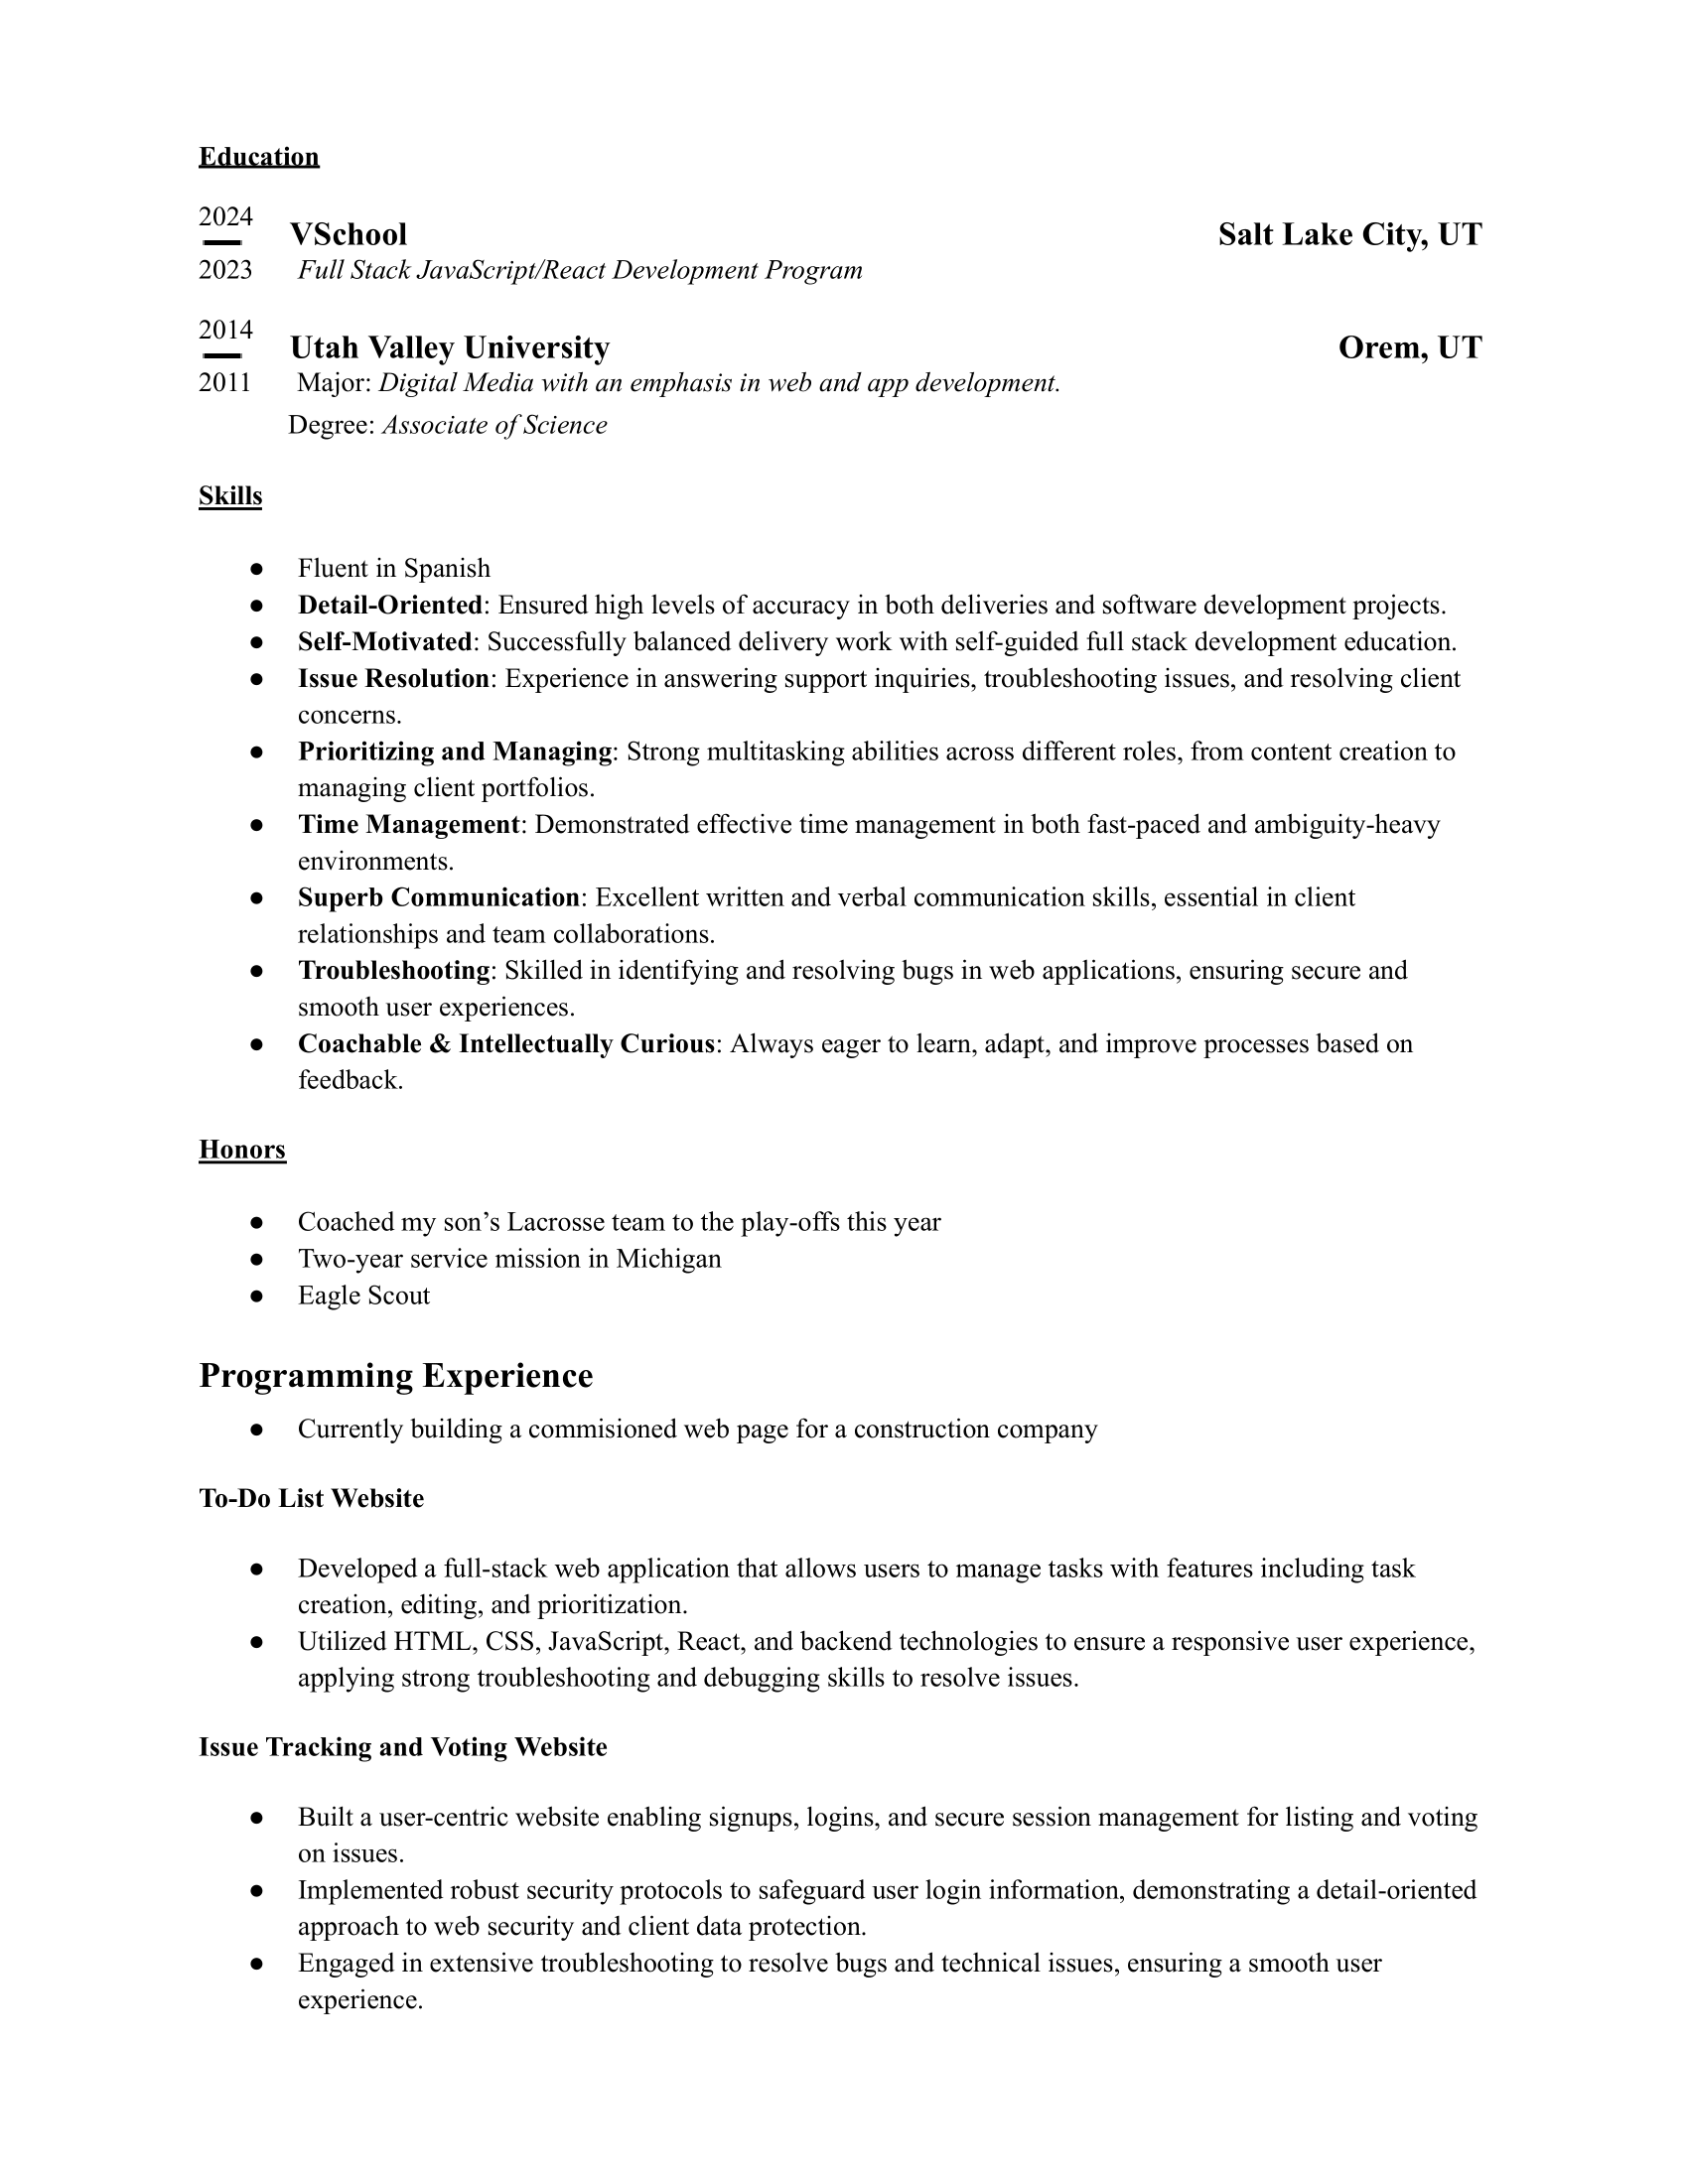 Education
2024
VSchool Salt Lake City, UT
2023 Full Stack JavaScript/React Development Program
2014
Utah Valley University Orem, UT
2011 Major: Digital Media with an emphasis in web and app development.
Degree: Associate of Science
Skills
● Fluent in Spanish
● Detail-Oriented: Ensured high levels of accuracy in both deliveries and software development projects.
● Self-Motivated: Successfully balanced delivery work with self-guided full stack development education.
● Issue Resolution: Experience in answering support inquiries, troubleshooting issues, and resolving client
concerns.
● Prioritizing and Managing: Strong multitasking abilities across different roles, from content creation to
managing client portfolios.
● Time Management: Demonstrated effective time management in both fast-paced and ambiguity-heavy
environments.
● Superb Communication: Excellent written and verbal communication skills, essential in client
relationships and team collaborations.
● Troubleshooting: Skilled in identifying and resolving bugs in web applications, ensuring secure and
smooth user experiences.
● Coachable & Intellectually Curious: Always eager to learn, adapt, and improve processes based on
feedback.
Honors
● Coached my son’s Lacrosse team to the play-offs this year
● Two-year service mission in Michigan
● Eagle Scout
Programming Experience
● Currently building a commisioned web page for a construction company
To-Do List Website
● Developed a full-stack web application that allows users to manage tasks with features including task
creation, editing, and prioritization.
● Utilized HTML, CSS, JavaScript, React, and backend technologies to ensure a responsive user experience,
applying strong troubleshooting and debugging skills to resolve issues.
Issue Tracking and Voting Website
● Built a user-centric website enabling signups, logins, and secure session management for listing and voting
on issues.
● Implemented robust security protocols to safeguard user login information, demonstrating a detail-oriented
approach to web security and client data protection.
● Engaged in extensive troubleshooting to resolve bugs and technical issues, ensuring a smooth user
experience.